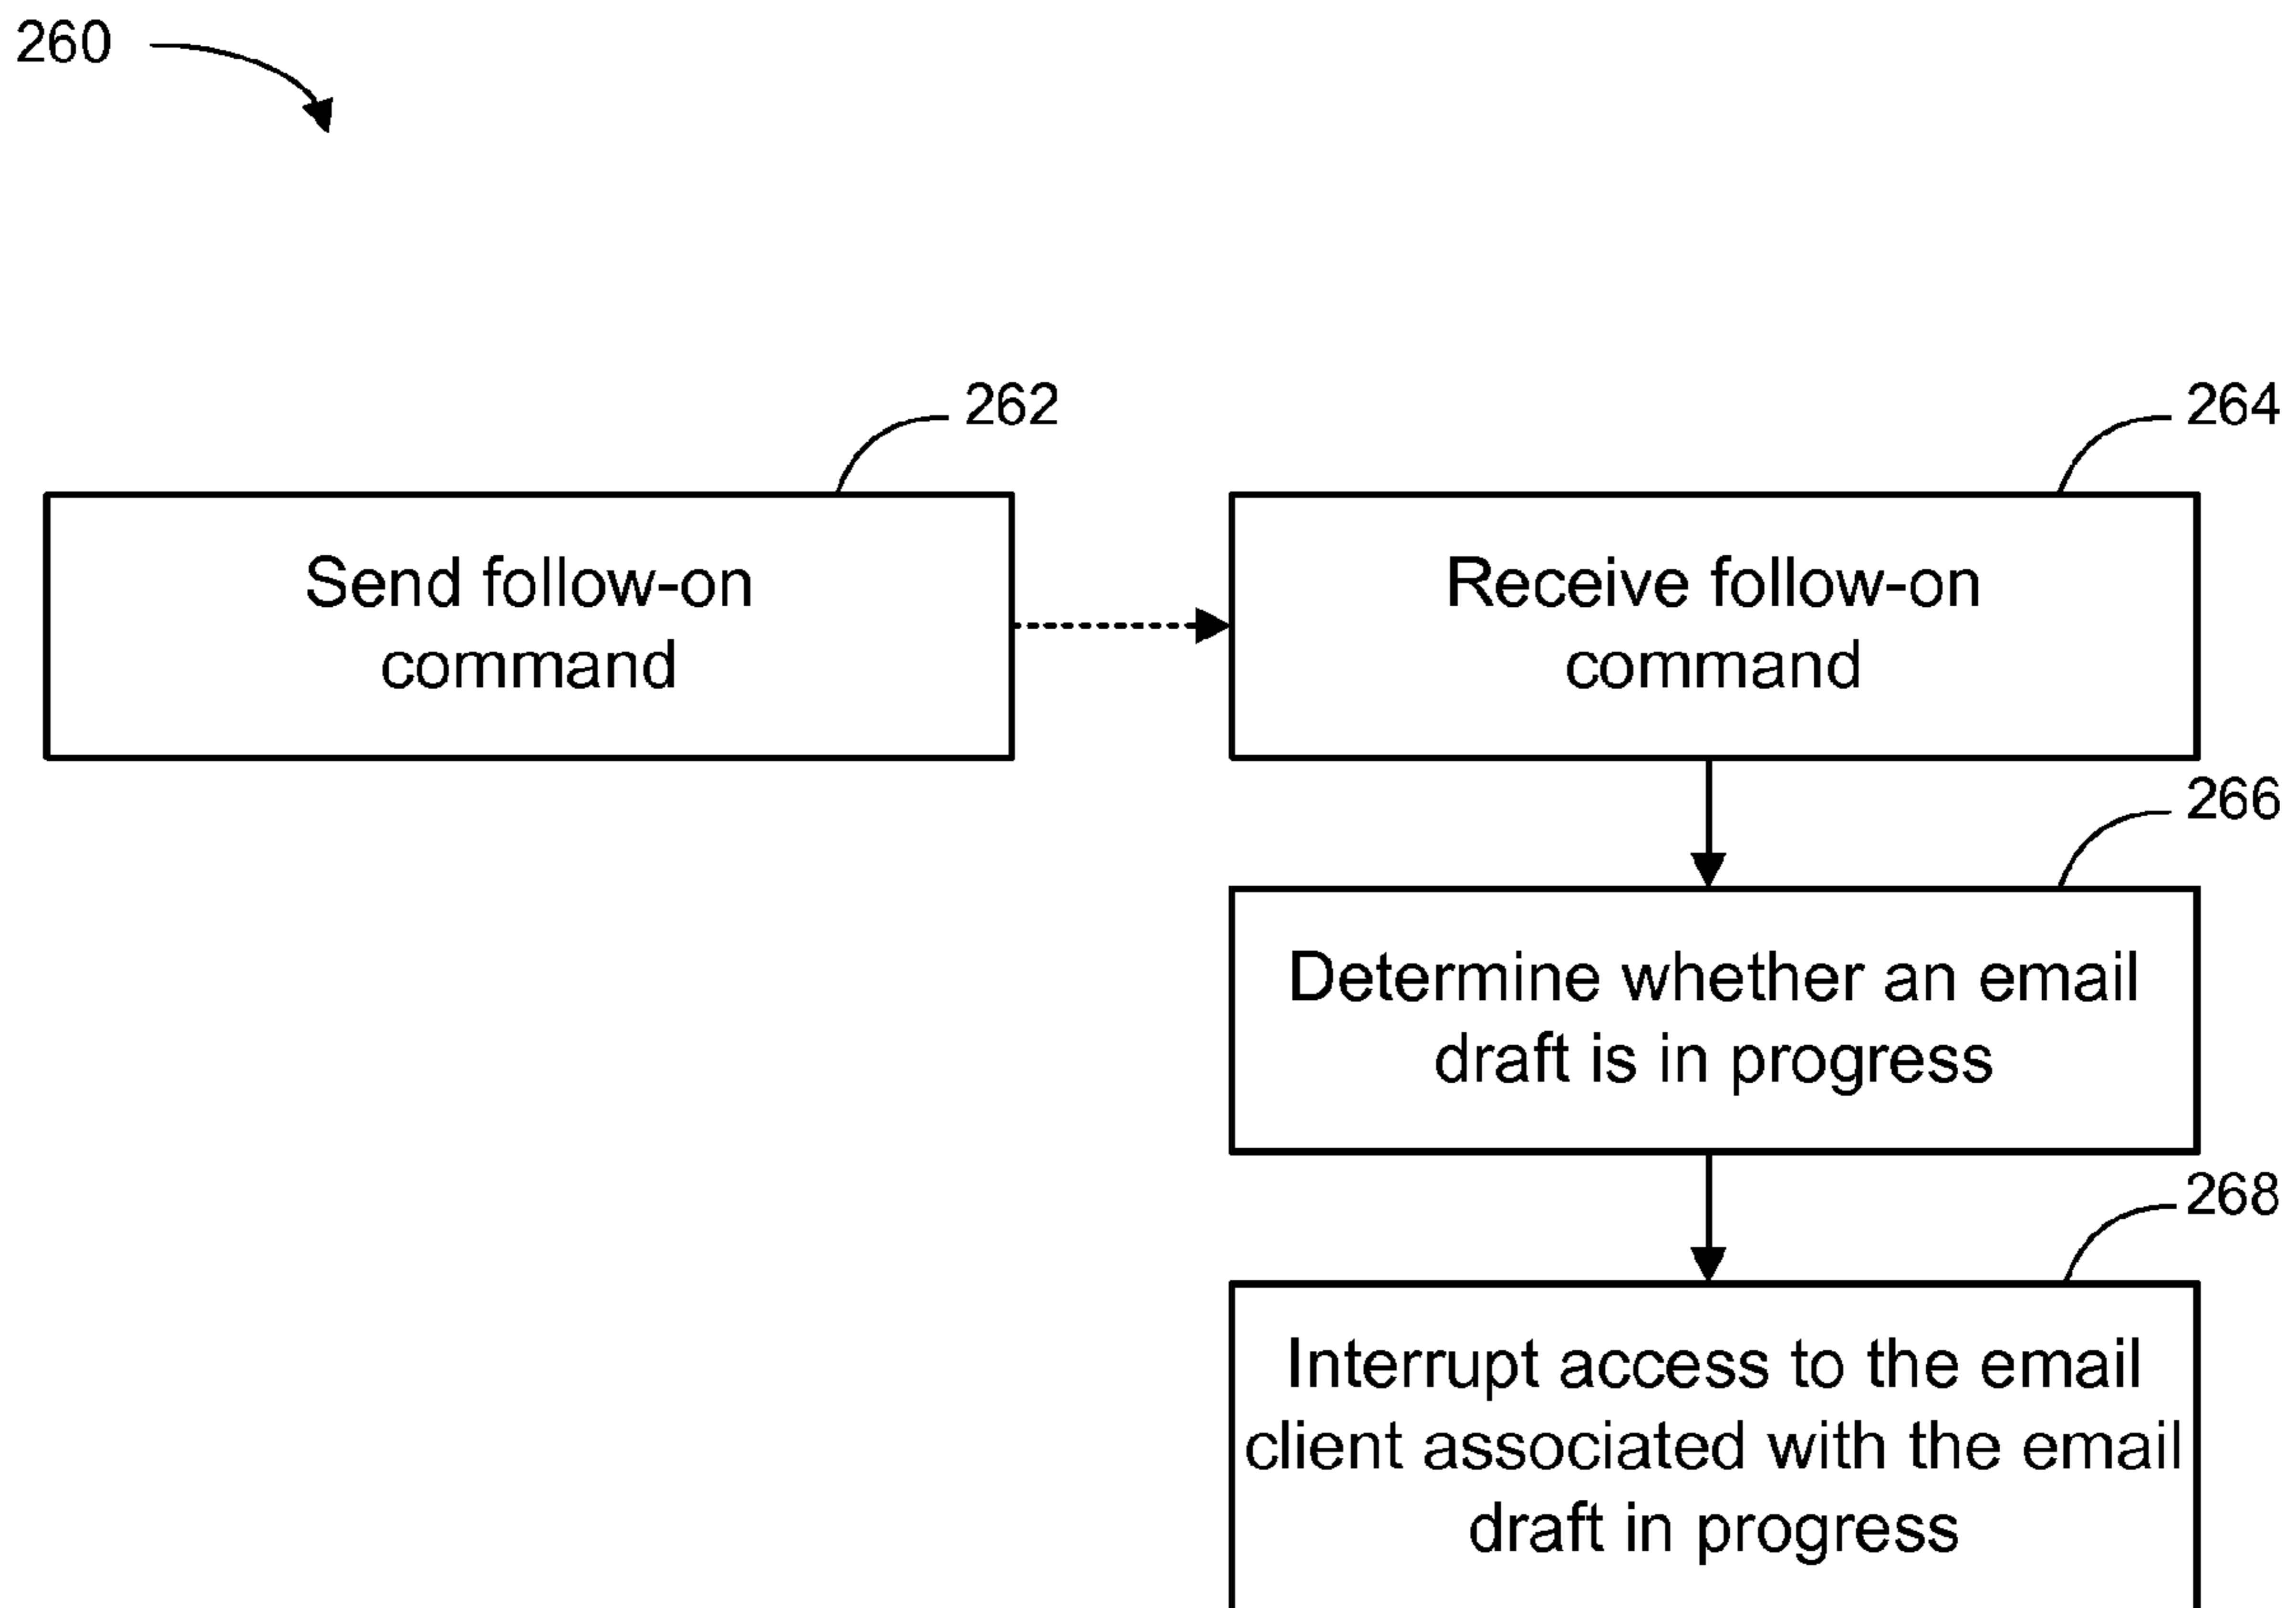 260
262
Send follow-on
command
264
Receive follow-on
command
266
Determine whether an email
draft is in progress
268
Interrupt access to the email
client associated with the email
draft in progress